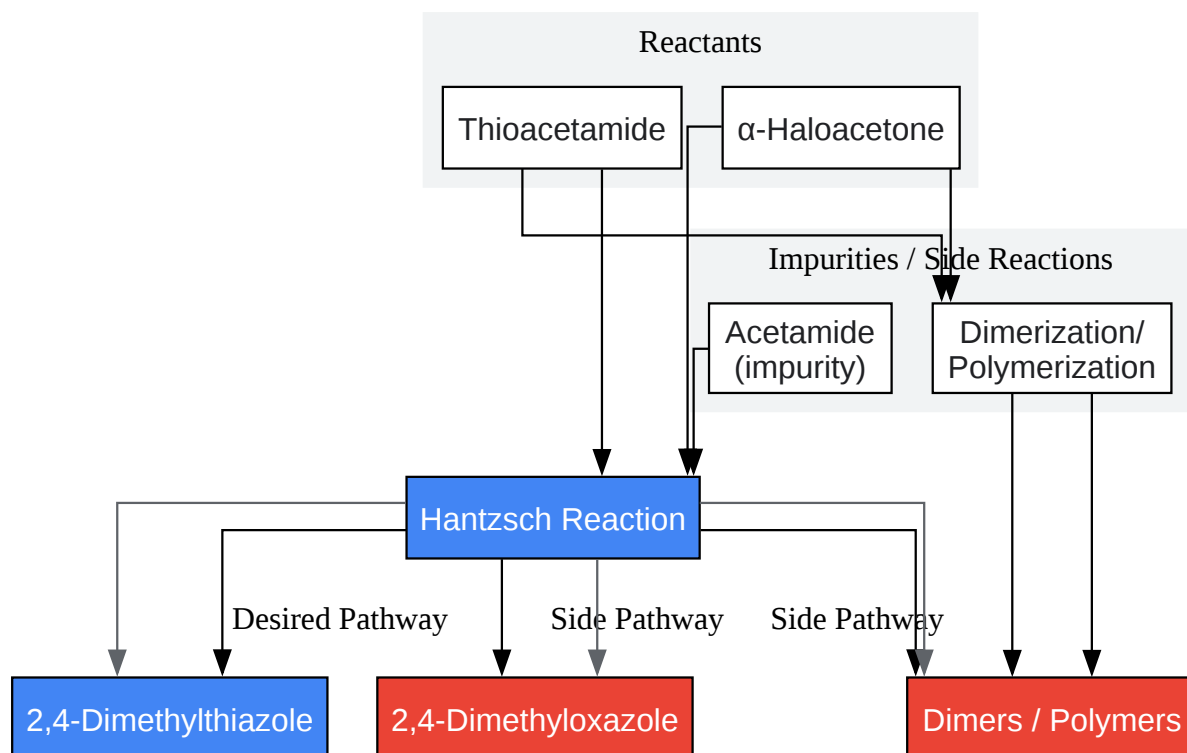 Reactants
Thioacetamide
α-Haloacetone
Impurities / Side Reactions
Acetamide
(impurity)
Dimerization/
Polymerization
Hantzsch Reaction
Desired Pathway
Side Pathway
Side Pathway
2,4-Dimethylthiazole
2,4-Dimethyloxazole
Dimers / Polymers